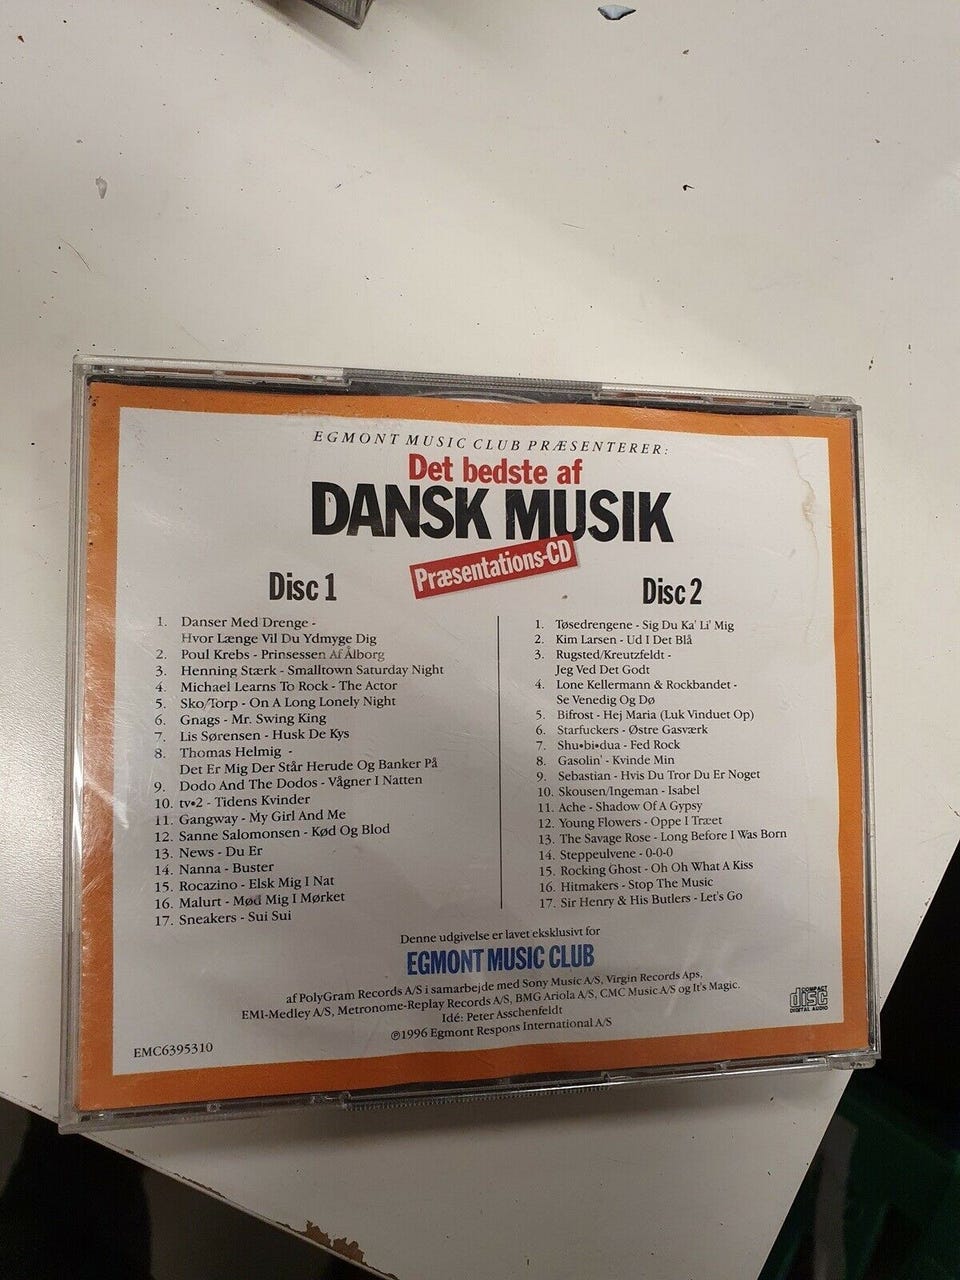 EGMONT MUSIC CLUB PRÆSENTERER:
Det bedste af
DANSK MUSIK
Præsentations-CD
Disc 1
1. Danser Med Drenge -
Hvor Længe Vil Du Ydmyge Dig
2. Poul Krebs - Prinsessen Af Ålborg
3. Henning Stærk - Smalltown Saturday Night
4. Michael Learns To Rock - The Actor
5. Sko/Torp - On A Long Lonely Night
6. Gnags - Mr. Swing King
7. Lis Sørensen - Husk De Kys
8. Thomas Helmig -
Det Er Mig Der Står Herude Og Banker På
9. Dodo And The Dodos - Vågner I Natten
10. tv•2 - Tidens Kvinder
11. Gangway - My Girl And Me
12. Sanne Salomonsen - Kød Og Blod
13. News - Du Er
14. Nanna - Buster
15. Rocazino - Elsk Mig I Nat
16. Malurt - Mød Mig I Mørket
17. Sneakers - Sui Sui
Disc 2
1. Tøsedrengene - Sig Du Ka' Li' Mig
2. Kim Larsen - Ud I Det Blå
3. Rugsted/Kreutzfeldt -
Jeg Ved Det Godt
4. Lone Kellermann & Rockbandet -
Se Venedig Og Dø
5. Bifrost - Hej Maria (Luk Vinduet Op)
6. Starfuckers - Østre Gasværk
7. Shu•bi•dua - Fed Rock
8. Gasolin' - Kvinde Min
9. Sebastian - Hvis Du Tror Du Er Noget
10. Skousen/Ingeman - Isabel
11. Ache - Shadow Of A Gypsy
12. Young Flowers - Oppe I Træet
13. The Savage Rose - Long Before I Was Born
14. Steppeulvene - 0-0-0
15. Rocking Ghost - Oh Oh What A Kiss
16. Hitmakers - Stop The Music
17. Sir Henry & His Butlers - Let's Go
Denne udgivelse er lavet eksklusivt for
EGMONT MUSIC CLUB
af PolyGram Records A/S i samarbejde med Sony Music A/S, Virgin Records Aps,
EMI-Medley A/S, Metronome-Replay Records A/S, BMG Ariola A/S, CMC Music A/S og It's Magic.
Idé: Peter Asschenfeldt
℗1996 Egmont Respons International A/S
EMC6395310
COMPACT
disc
DIGITAL AUDIO